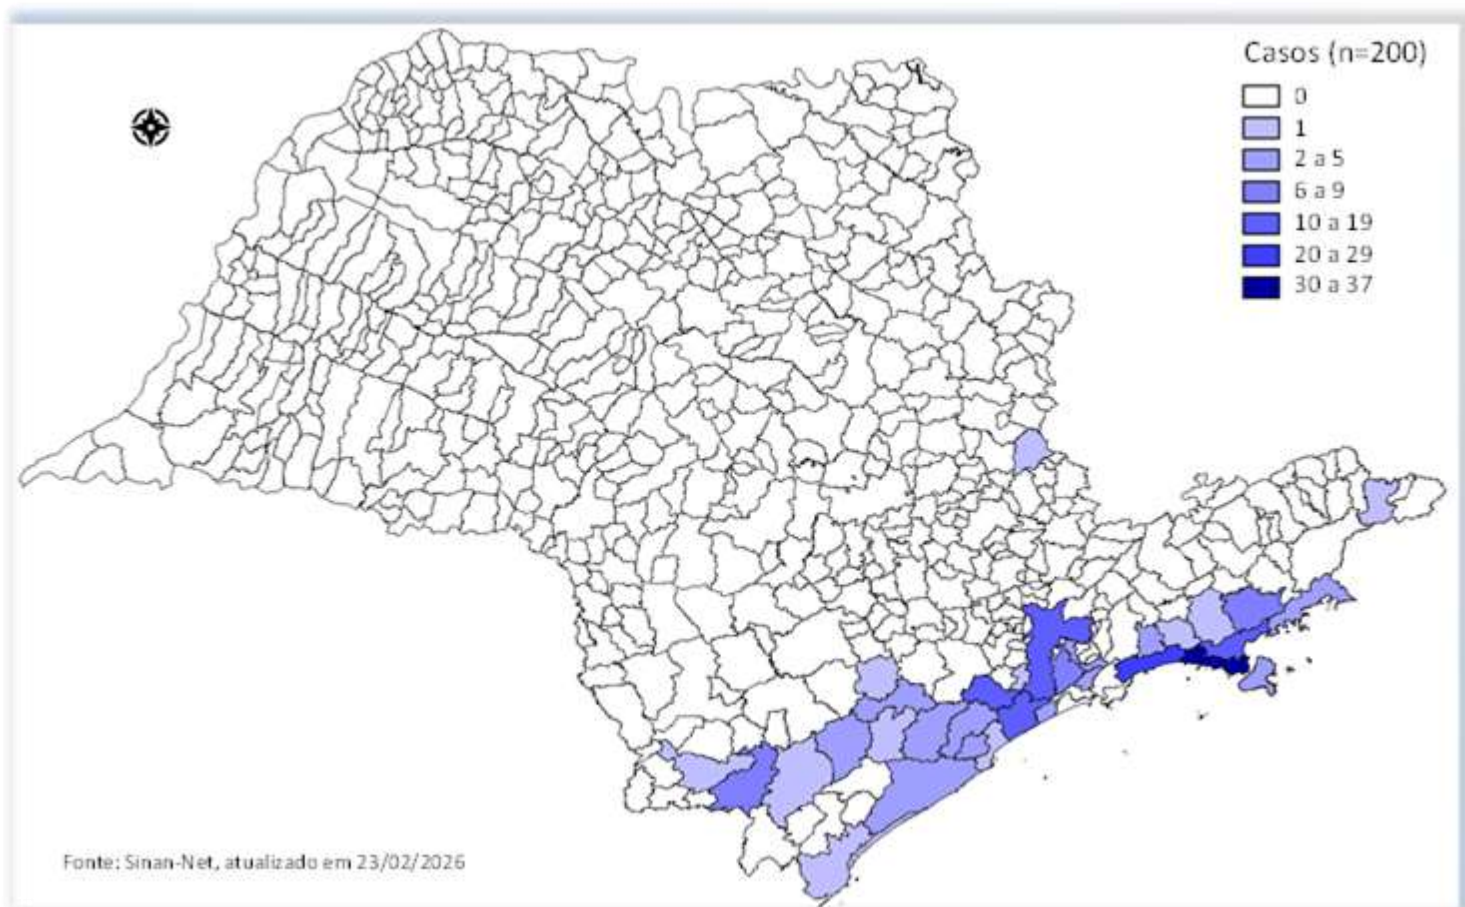 Casos (n=200)
0
1
2 a 5
6 a 9
10 a 19
20 a 29
30 a 37
Fonte: Sinan-Net, atualizado em 23/02/2026